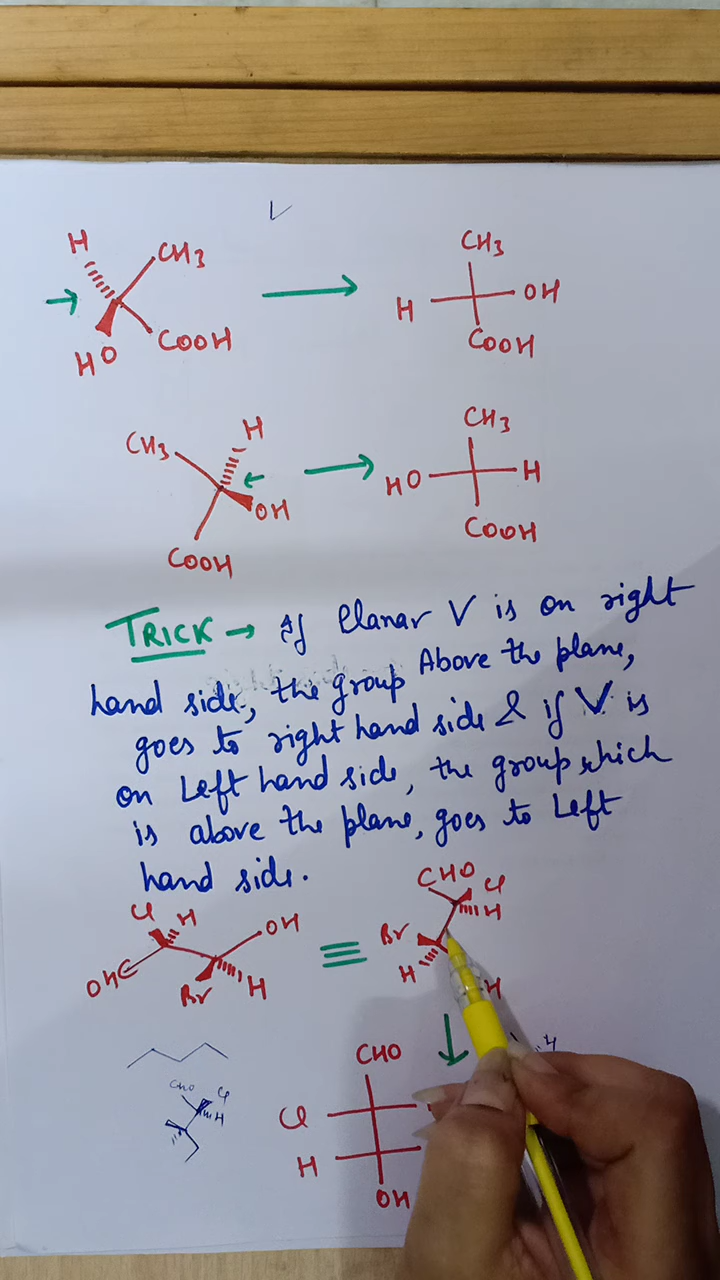 V
H
CH3
HO
COOH
CH3
H
OH
COOH
CH3
H
OH
COOH
CH3
HO
H
COOH
TRICK → If Planar V is on right
hand side, the group Above the plane,
goes to right hand side & if V is
on Left hand side, the group which
is above the plane, goes to Left
hand side.
Cl
H
OH
OHC
Br
H
≡
CHO
Cl
H
Br
H
H
CHO
Cl
H
OH
CHO
Cl
H